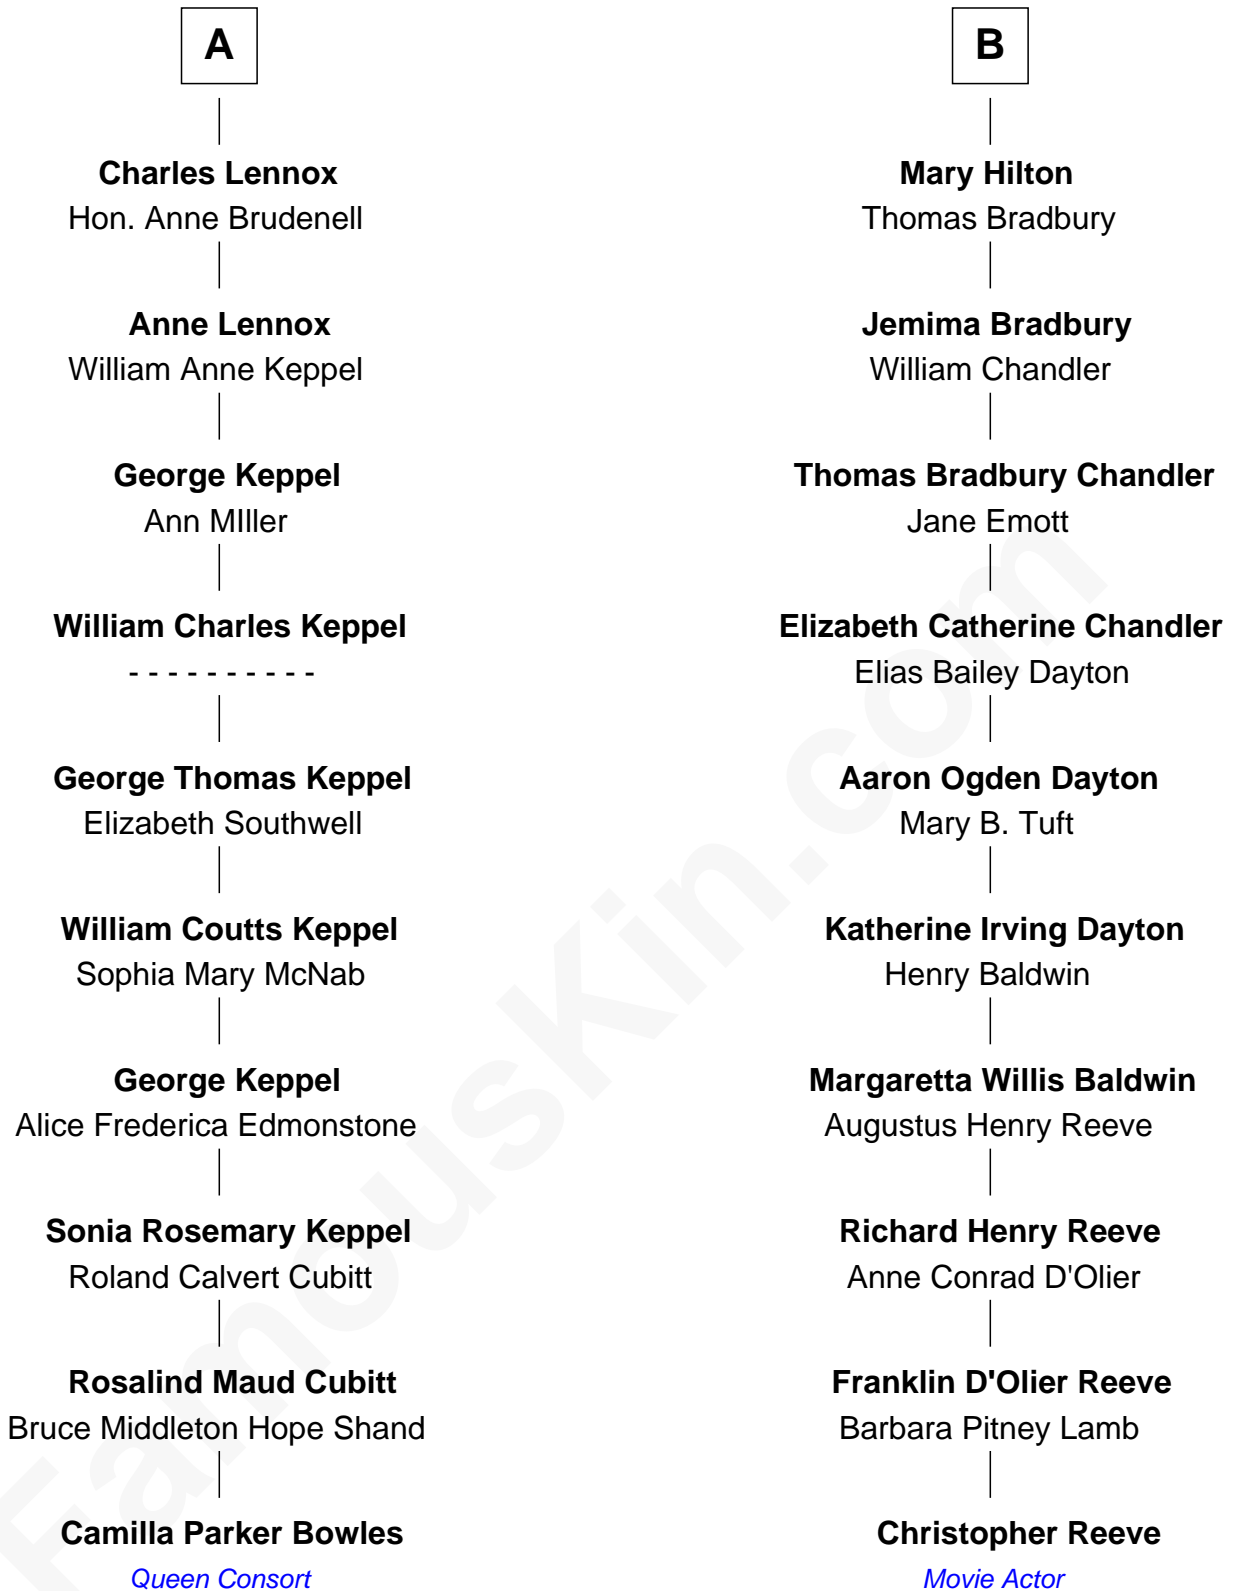 A
Charles Lennox
Hon. Anne Brudenell
Anne Lennox
William Anne Keppel
George Keppel
Ann MIller
William Charles Keppel
- - - - - - - - - -
George Thomas Keppel
Elizabeth Southwell
William Coutts Keppel
Sophia Mary McNab
George Keppel
Alice Frederica Edmonstone
Sonia Rosemary Keppel
Roland Calvert Cubitt
Rosalind Maud Cubitt
Bruce Middleton Hope Shand
Camilla Parker Bowles
Queen Consort
B
Mary Hilton
Thomas Bradbury
Jemima Bradbury
William Chandler
Thomas Bradbury Chandler
Jane Emott
Elizabeth Catherine Chandler
Elias Bailey Dayton
Aaron Ogden Dayton
Mary B. Tuft
Katherine Irving Dayton
Henry Baldwin
Margaretta Willis Baldwin
Augustus Henry Reeve
Richard Henry Reeve
Anne Conrad D'Olier
Franklin D'Olier Reeve
Barbara Pitney Lamb
Christopher Reeve
Movie Actor
FamousKin.com